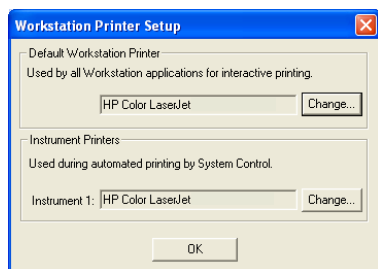 Workstation Printer Setup
Default Workstation Printer
Used by all Workstation applications for interactive printing.
HP Color LaserJet Change...
Instrument Printers
Used during automated printing by System Control.
Instrument 1: HP Color LaserJet Change...
OK